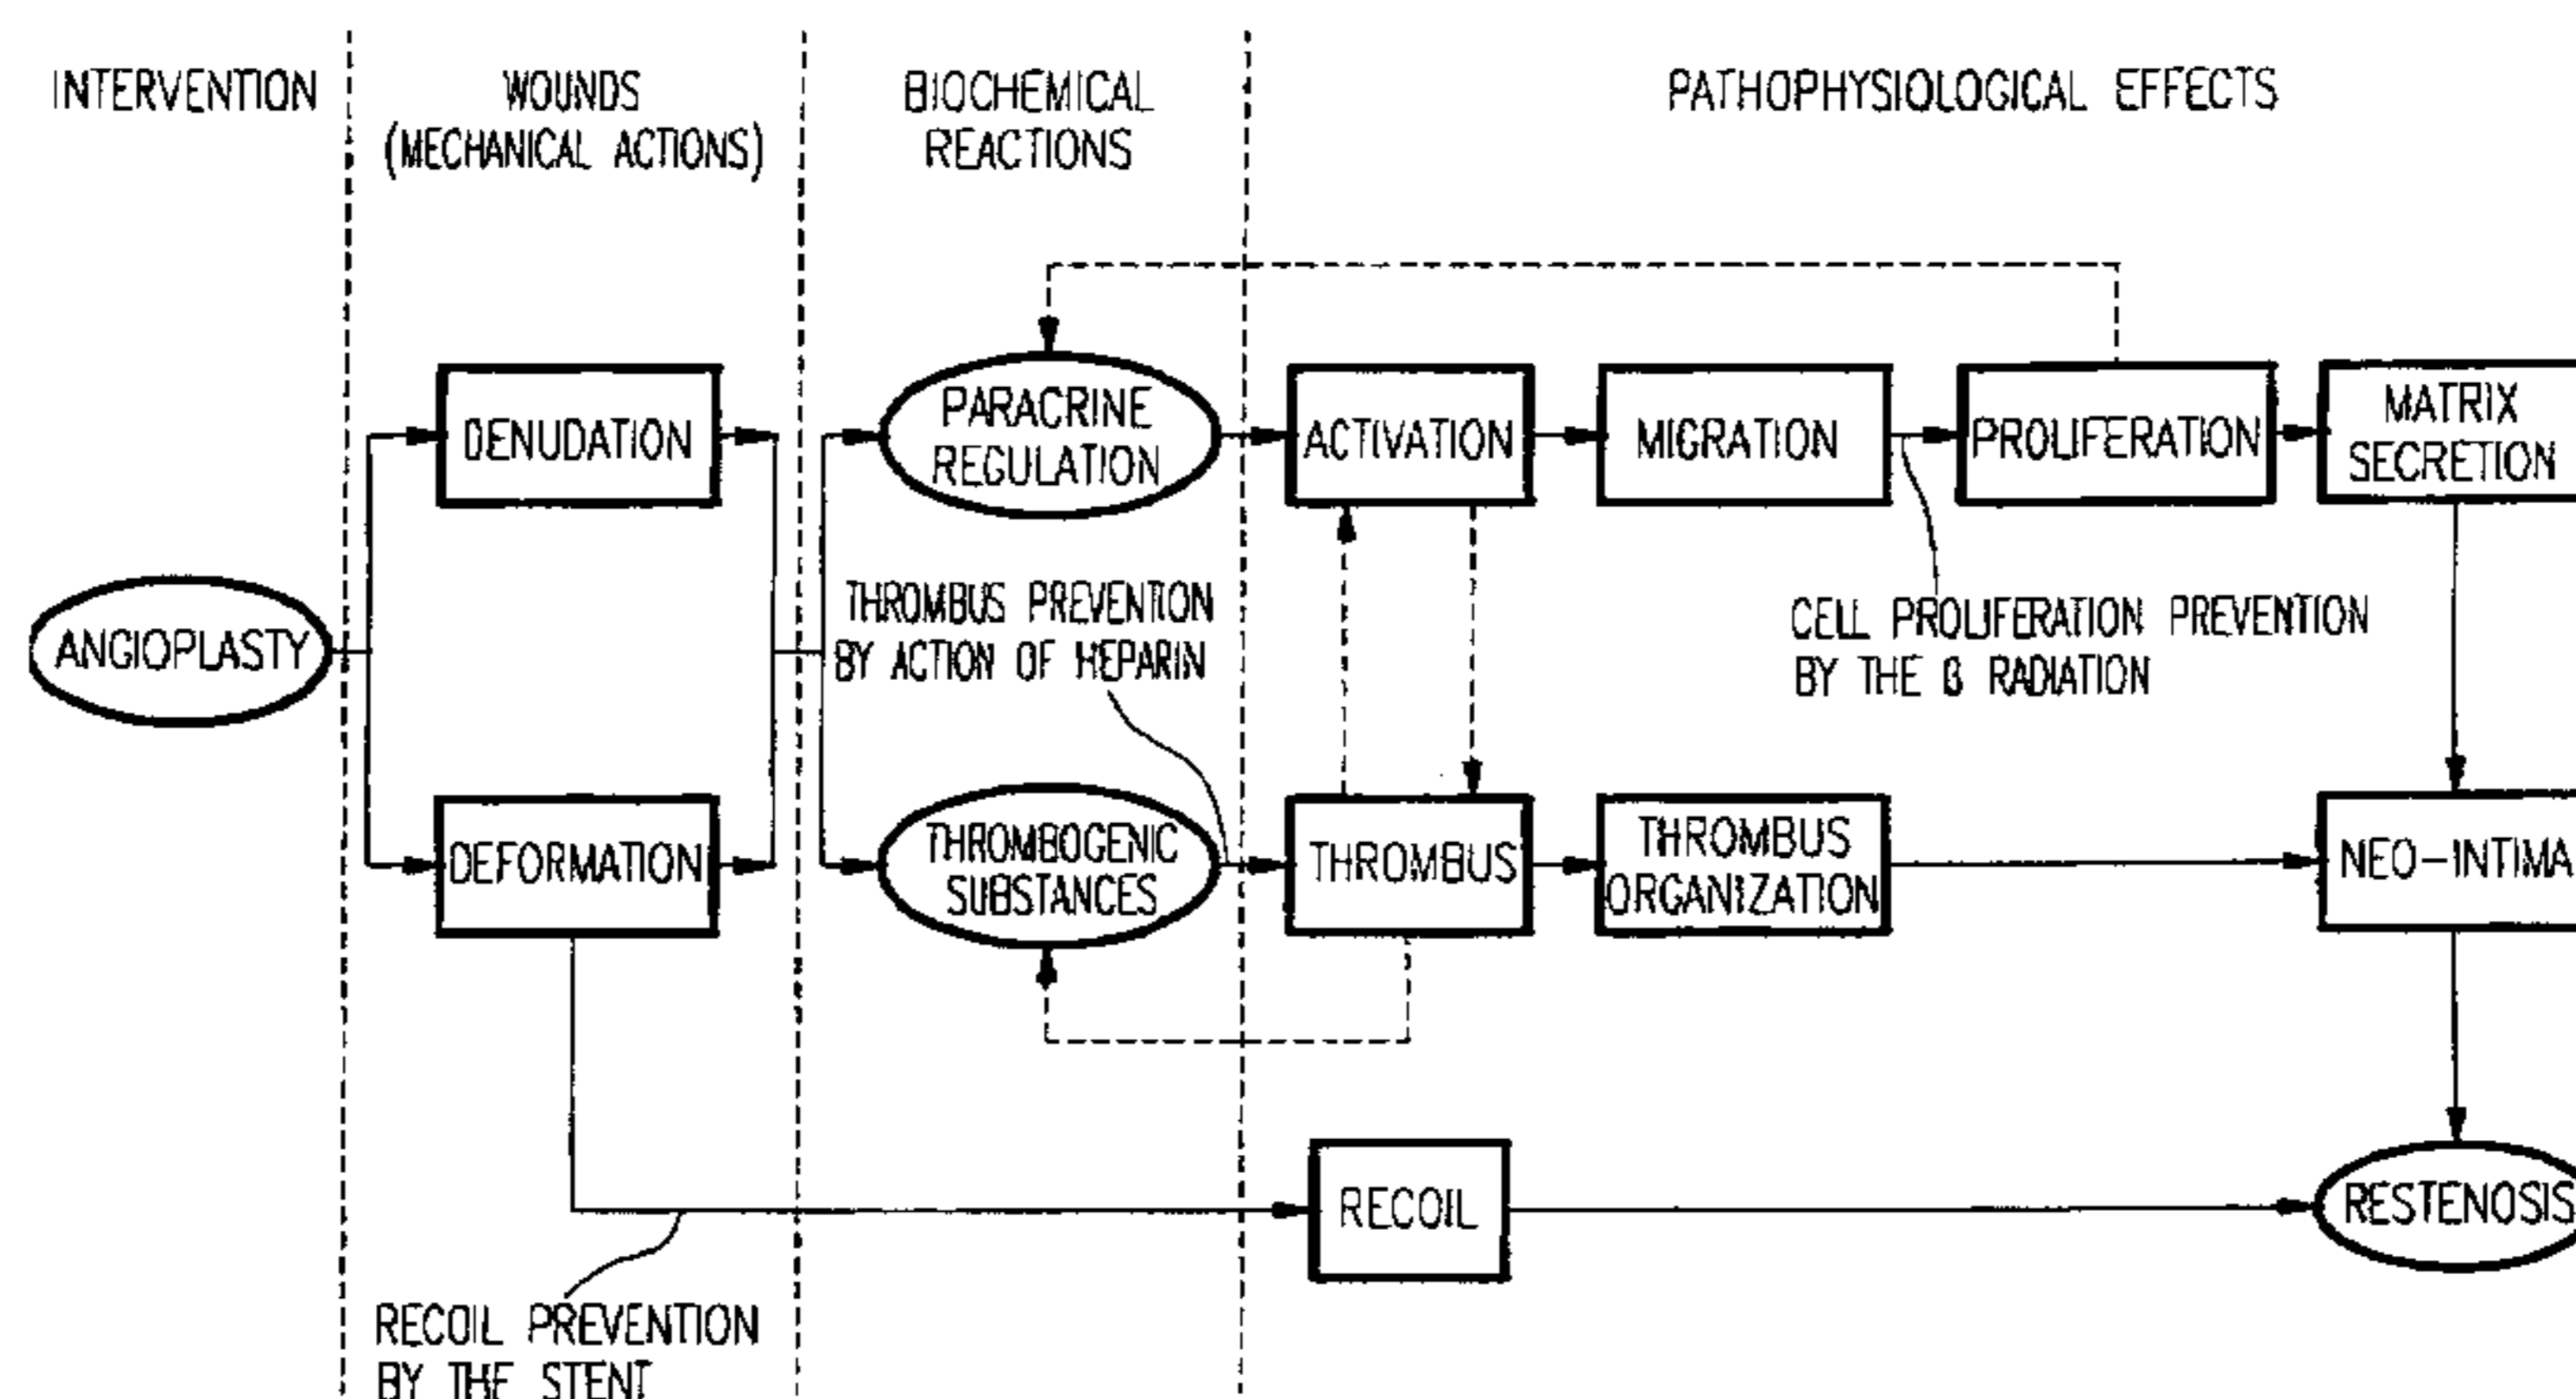 INTERVENTION
WOUNDS
(MECHANICAL ACTIONS)
BIOCHEMICAL
REACTIONS
PATHOPHYSIOLOGICAL EFFECTS
DENUDATION
PARACRINE
REGULATION
ACTIVATION
MIGRATION
PROLIFERATION
MATRIX
SECRETION
ANGIOPLASTY
THROMBUS PREVENTION
BY ACTION OF HEPARIN
CELL PROLIFERATION PREVENTION
BY THE ß RADIATION
DEFORMATION
THROMBOGENIC
SUBSTANCES
THROMBUS
THROMBUS
ORGANIZATION
NEO-INTIMA
RECOIL
RESTENOSIS
RECOIL PREVENTION
BY THE STENT